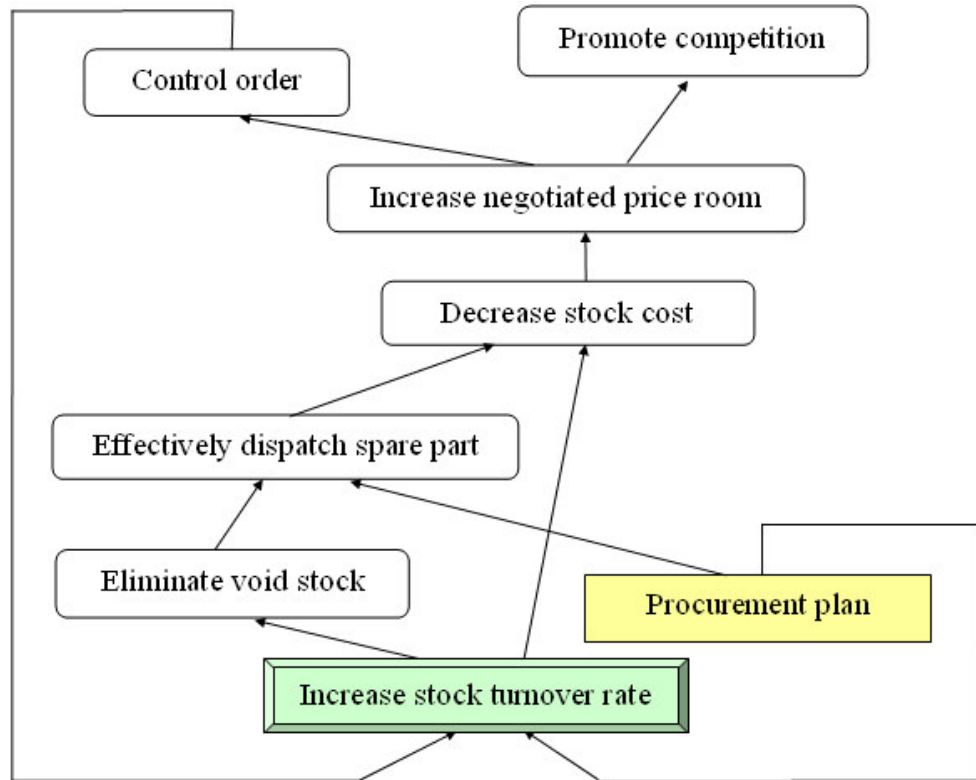 Promote competition
Control order
Increase negotiated price room
Decrease stock cost
Effectively dispatch spare part
Eliminate void stock
Procurement plan
Increase stock turnover rate